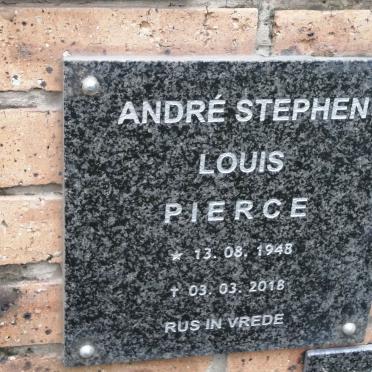 ANDRÉ STEPHEN
LOUIS
PIERCE
★ 13. 08. 1948
✝ 03. 03. 2018
RUS IN VREDE